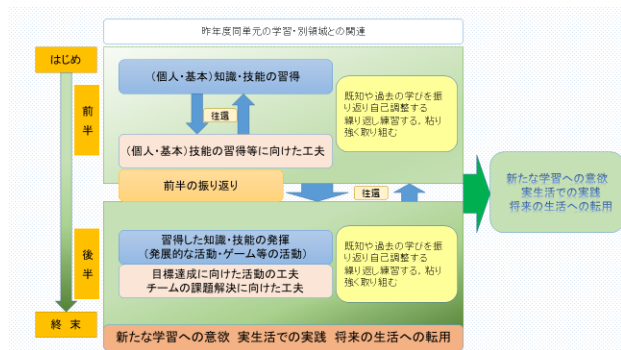 昨年度同単元の学習・別領域との関連
はじめ
前
半
(個人・基本)知識・技能の習得
往還
(個人・基本)技能の習得等に向けた工夫
既知や過去の学びを振
り返り自己調整する
繰り返し練習する，粘り
強く取り組む
前半の振り返り
往還
新たな学習への意欲
実生活での実践
将来の生活への転用
後
半
習得した知識・技能の発揮
(発展的な活動・ゲーム等の活動)
目標達成に向けた活動の工夫
チームの課題解決に向けた工夫
既知や過去の学びを振
り返り自己調整する
繰り返し練習する，粘り
強く取り組む
終　末
新たな学習への意欲 実生活での実践 将来の生活への転用